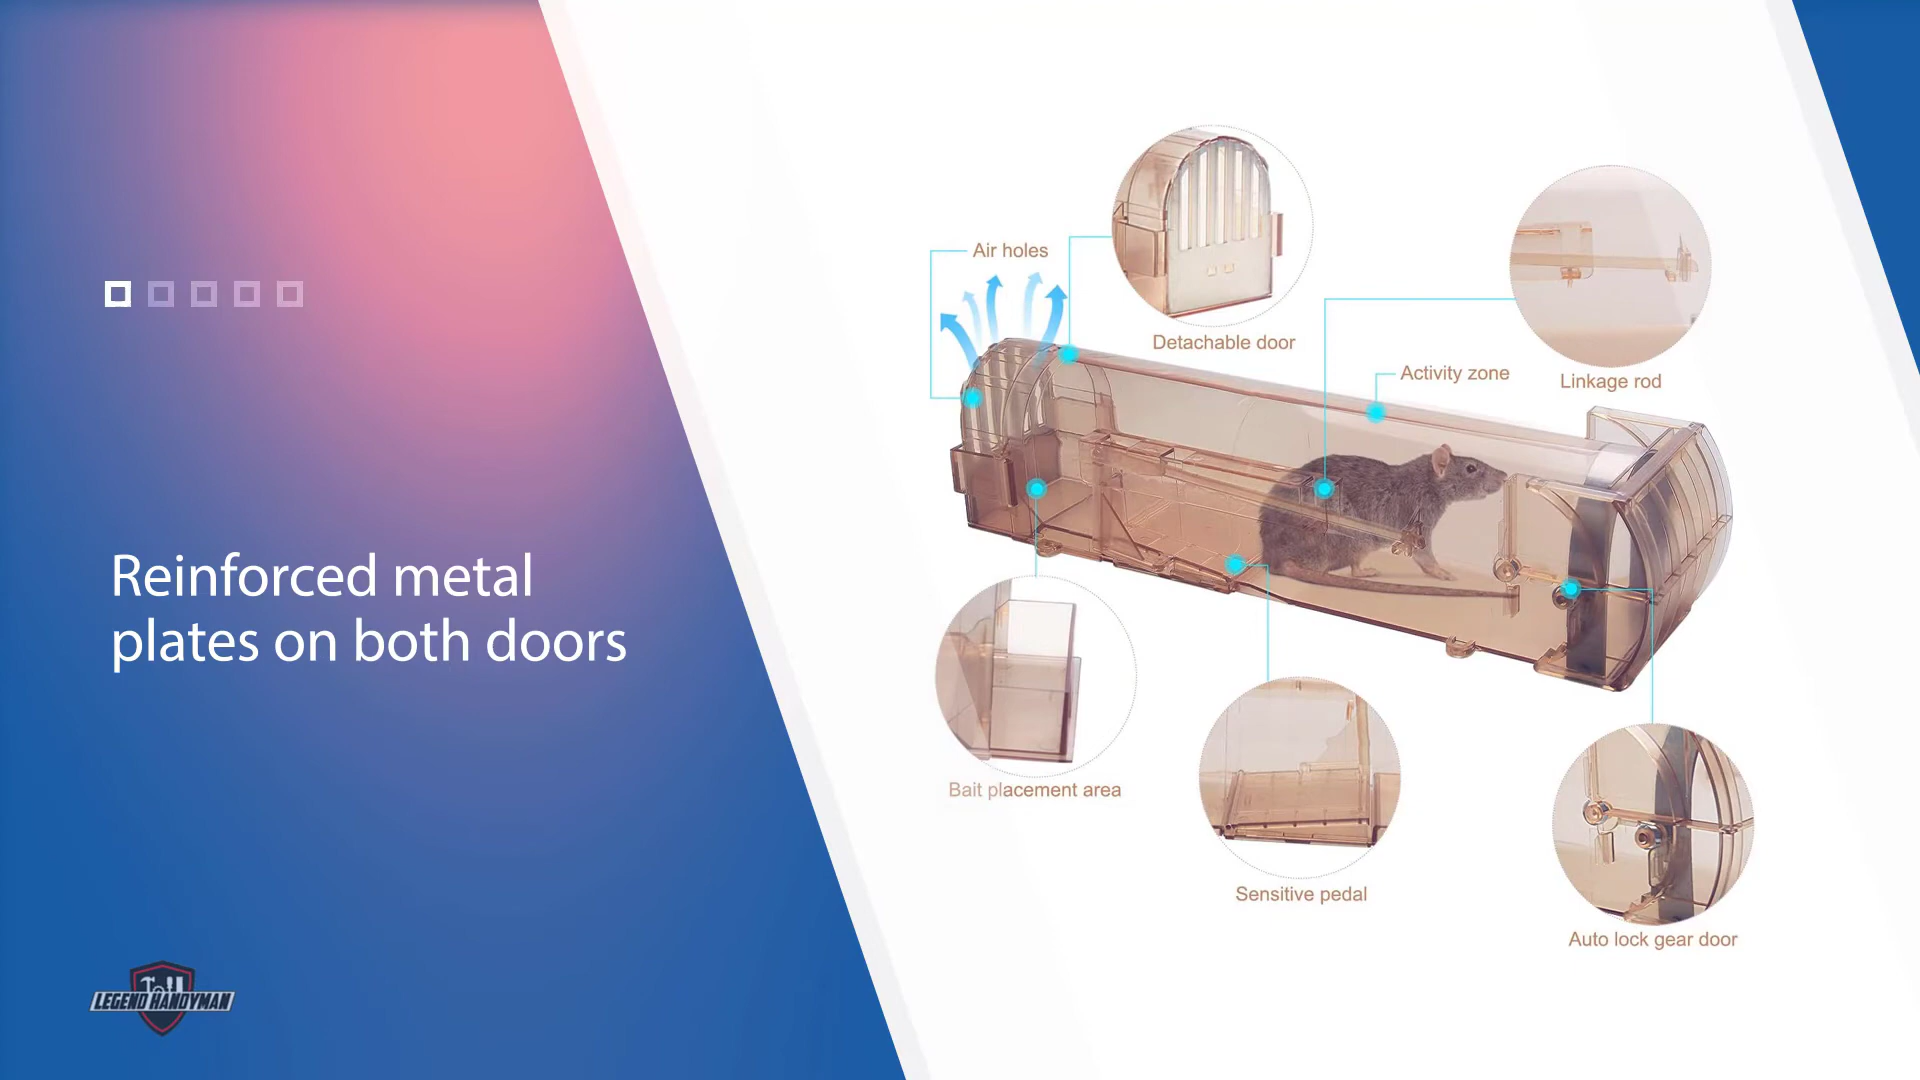 Reinforced metal
plates on both doors
LEGEND HANDYMAN
Air holes
Detachable door
Activity zone
Linkage rod
Bait placement area
Sensitive pedal
Auto lock gear door